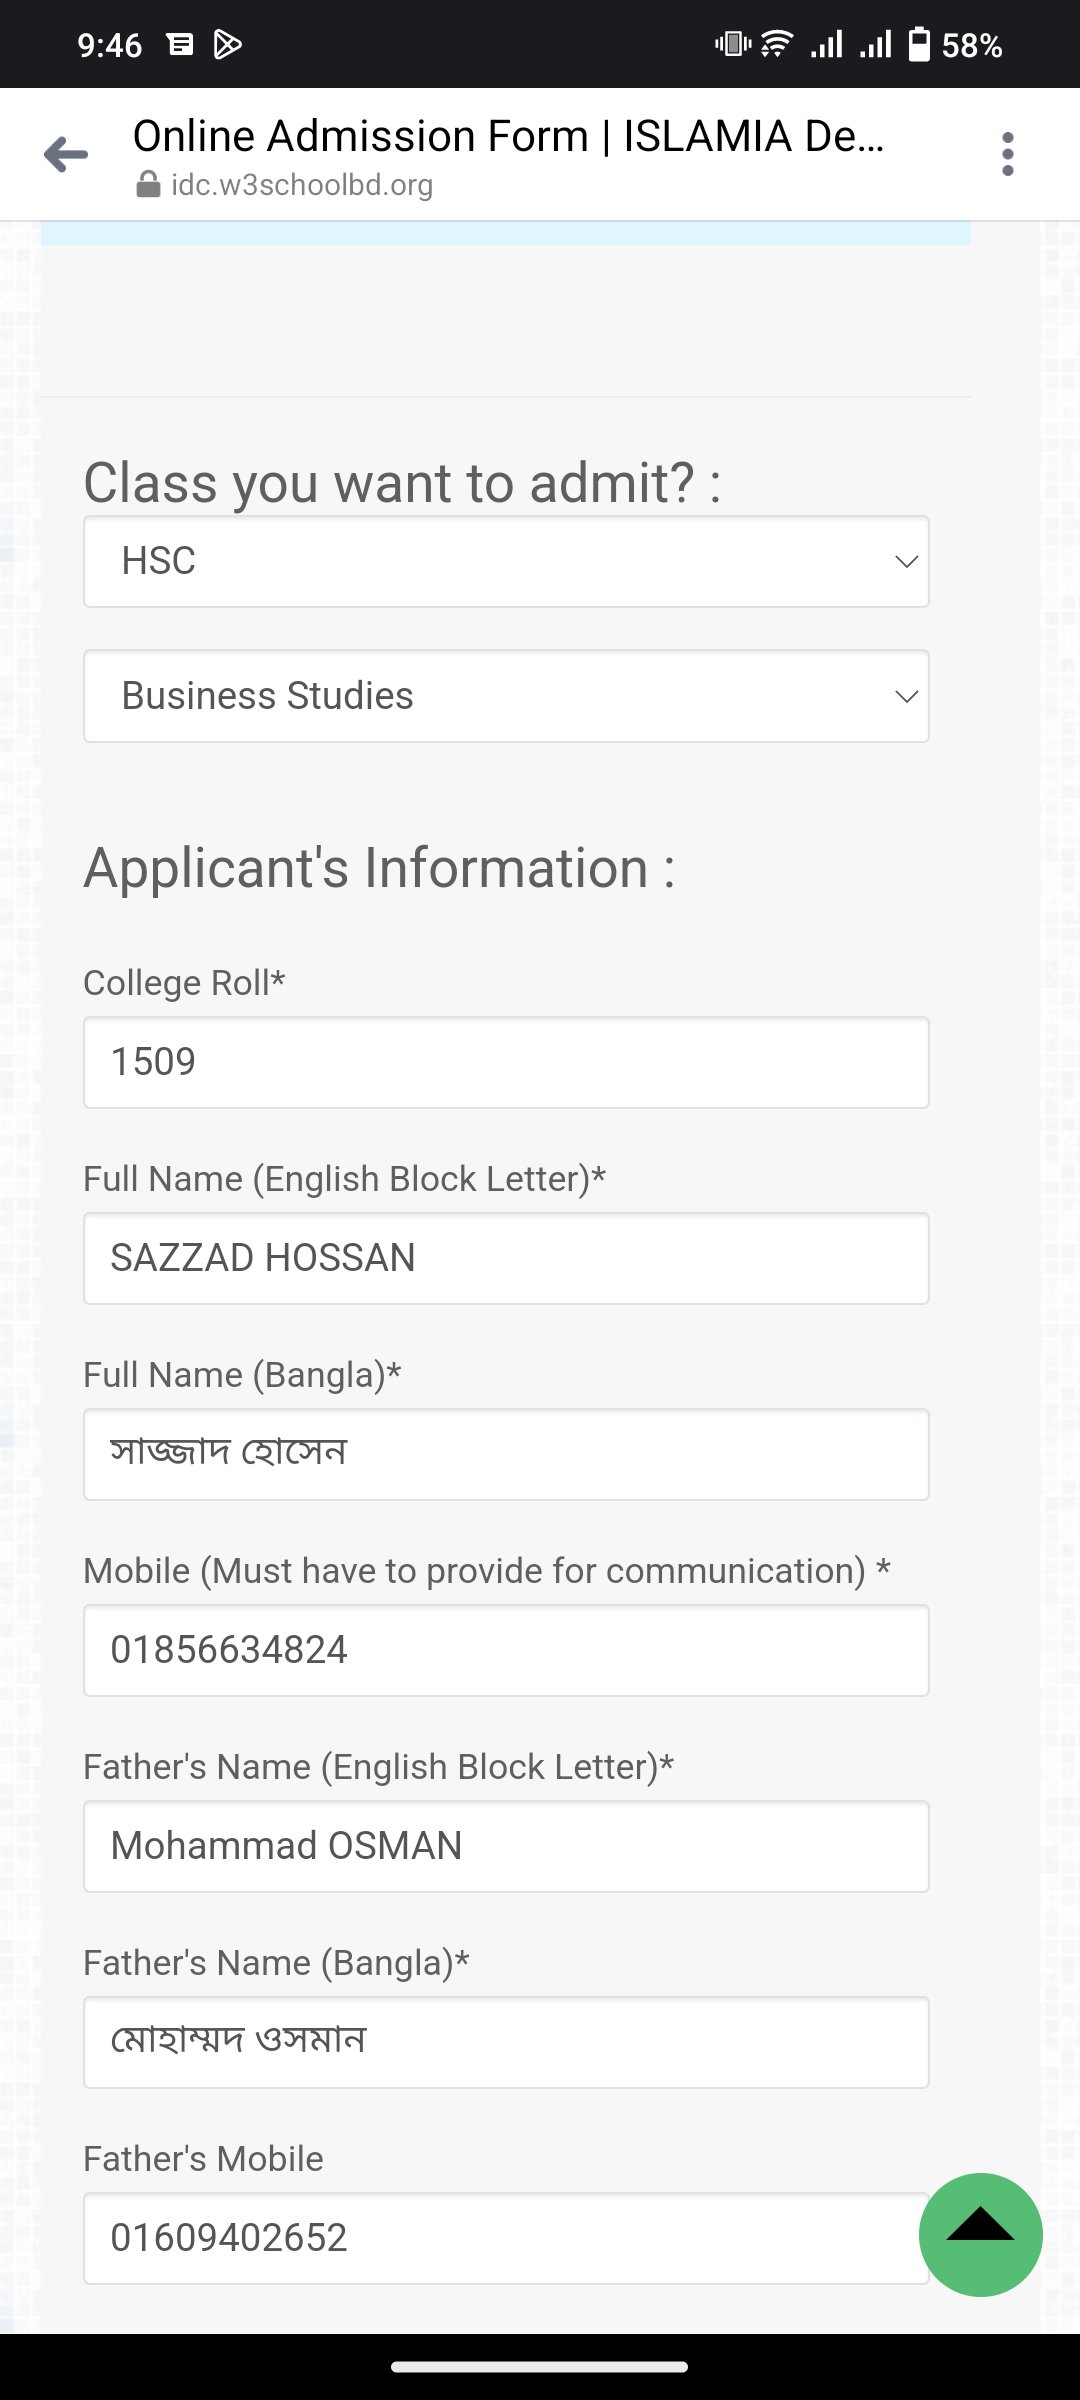 9:46
58%
Online Admission Form | ISLAMIA De...
idc.w3schoolbd.org
Class you want to admit? :
HSC
Business Studies
Applicant's Information :
College Roll*
1509
Full Name (English Block Letter)*
SAZZAD HOSSAN
Full Name (Bangla)*
সাজ্জাদ হোসেন
Mobile (Must have to provide for communication) *
01856634824
Father's Name (English Block Letter)*
Mohammad OSMAN
Father's Name (Bangla)*
মোহাম্মদ ওসমান
Father's Mobile
01609402652